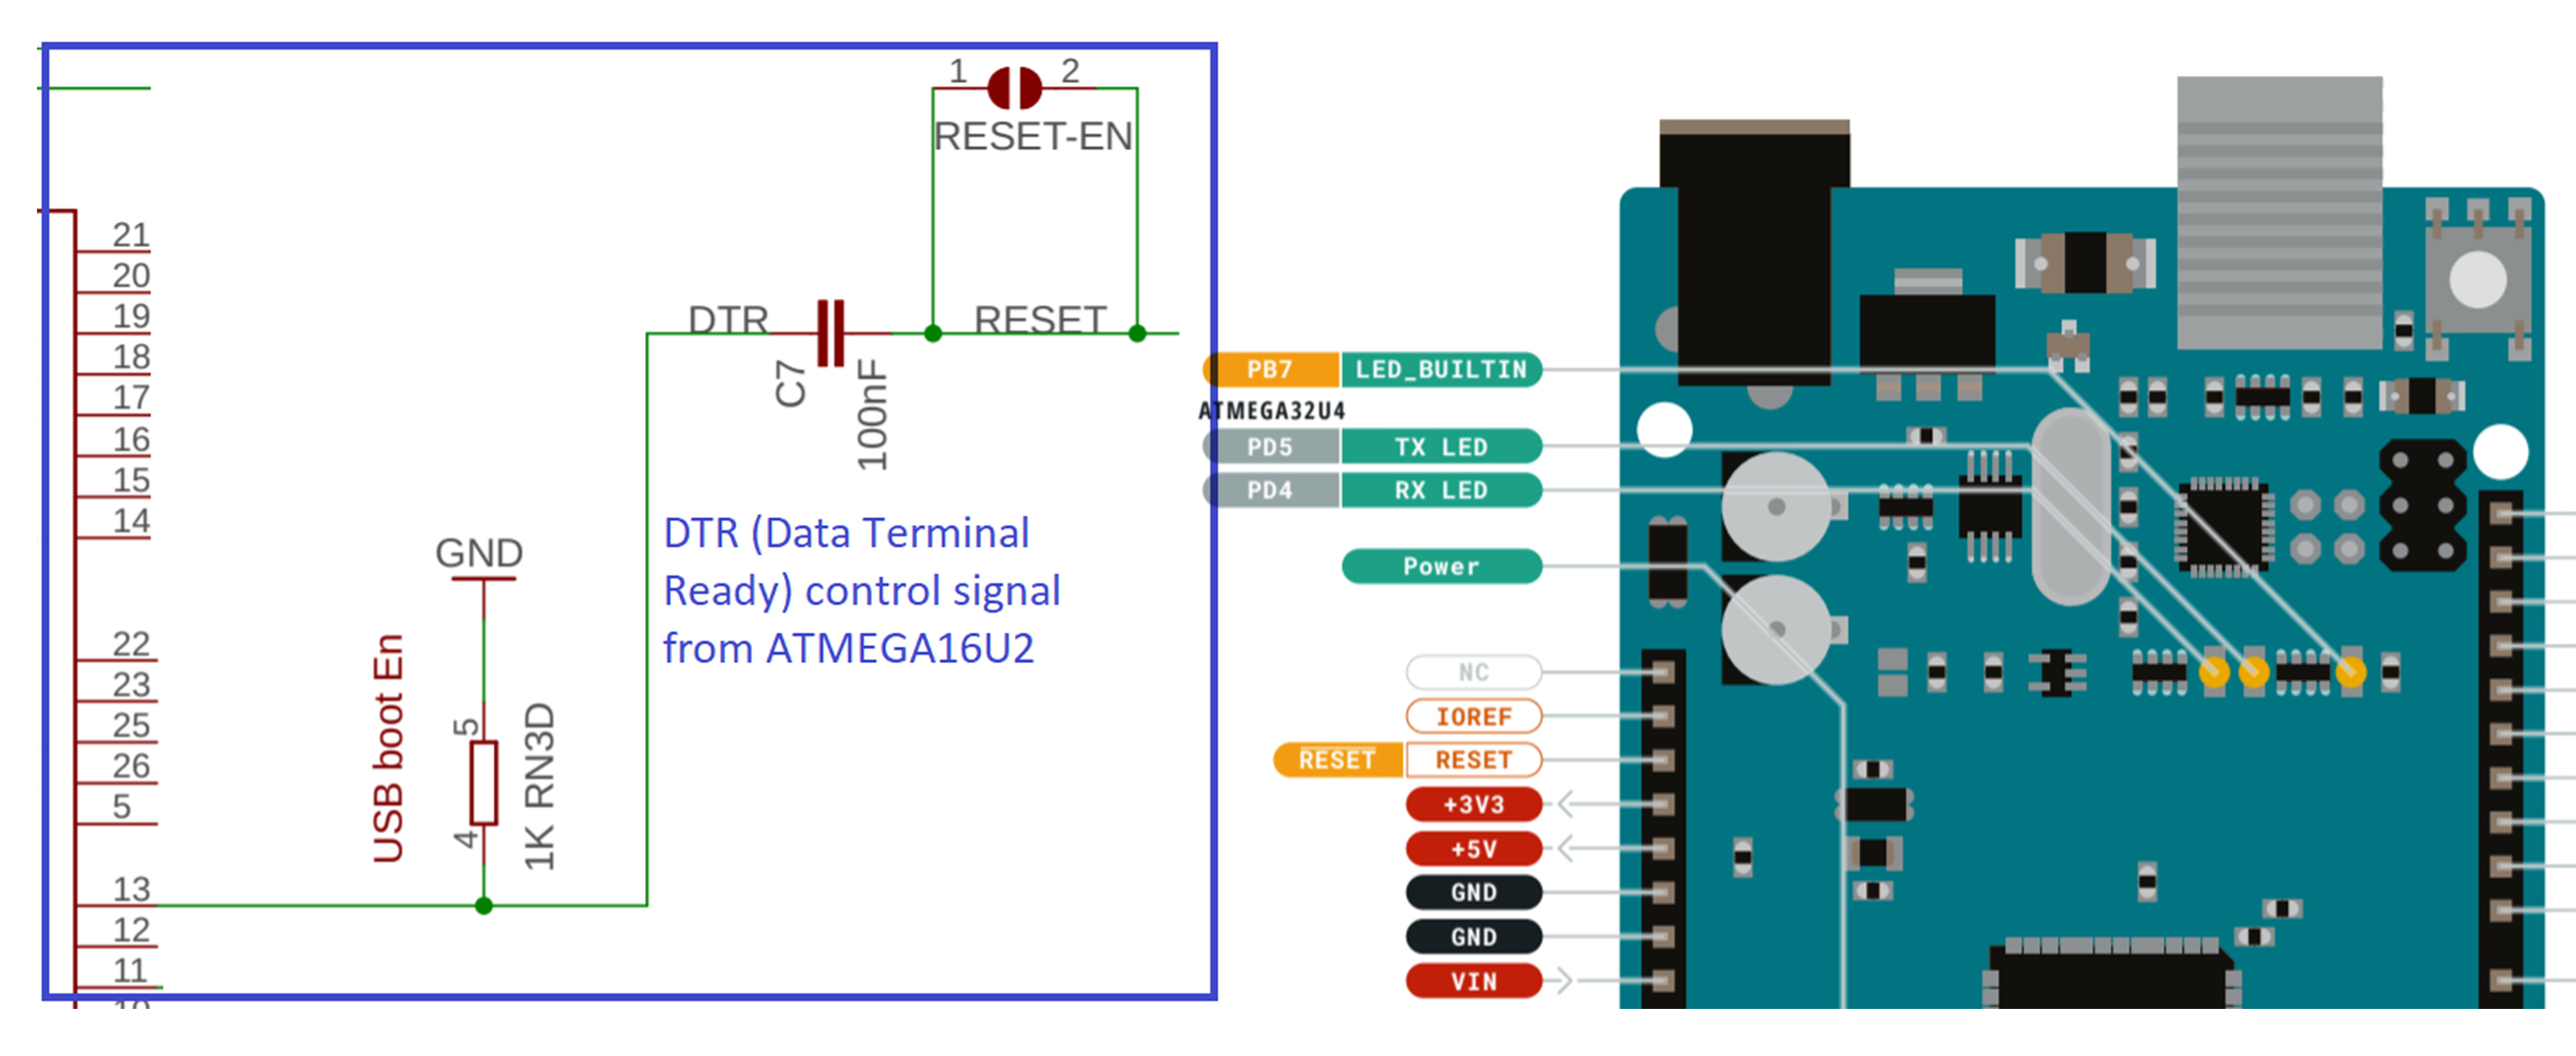 1
2
RESET-EN
21
20
19
18
17
16
15
14
DTR
RESET
C7
100nF
DTR (Data Terminal
Ready) control signal
from ATMEGA16U2
GND
USB boot En
5
4
1K RN3D
22
23
25
26
5
13
12
11
PB7 LED_BUILTIN
ATMEGA32U4
PD5 TX LED
PD4 RX LED
Power
NC
IOREF
RESET RESET
+3V3
+5V
GND
GND
VIN